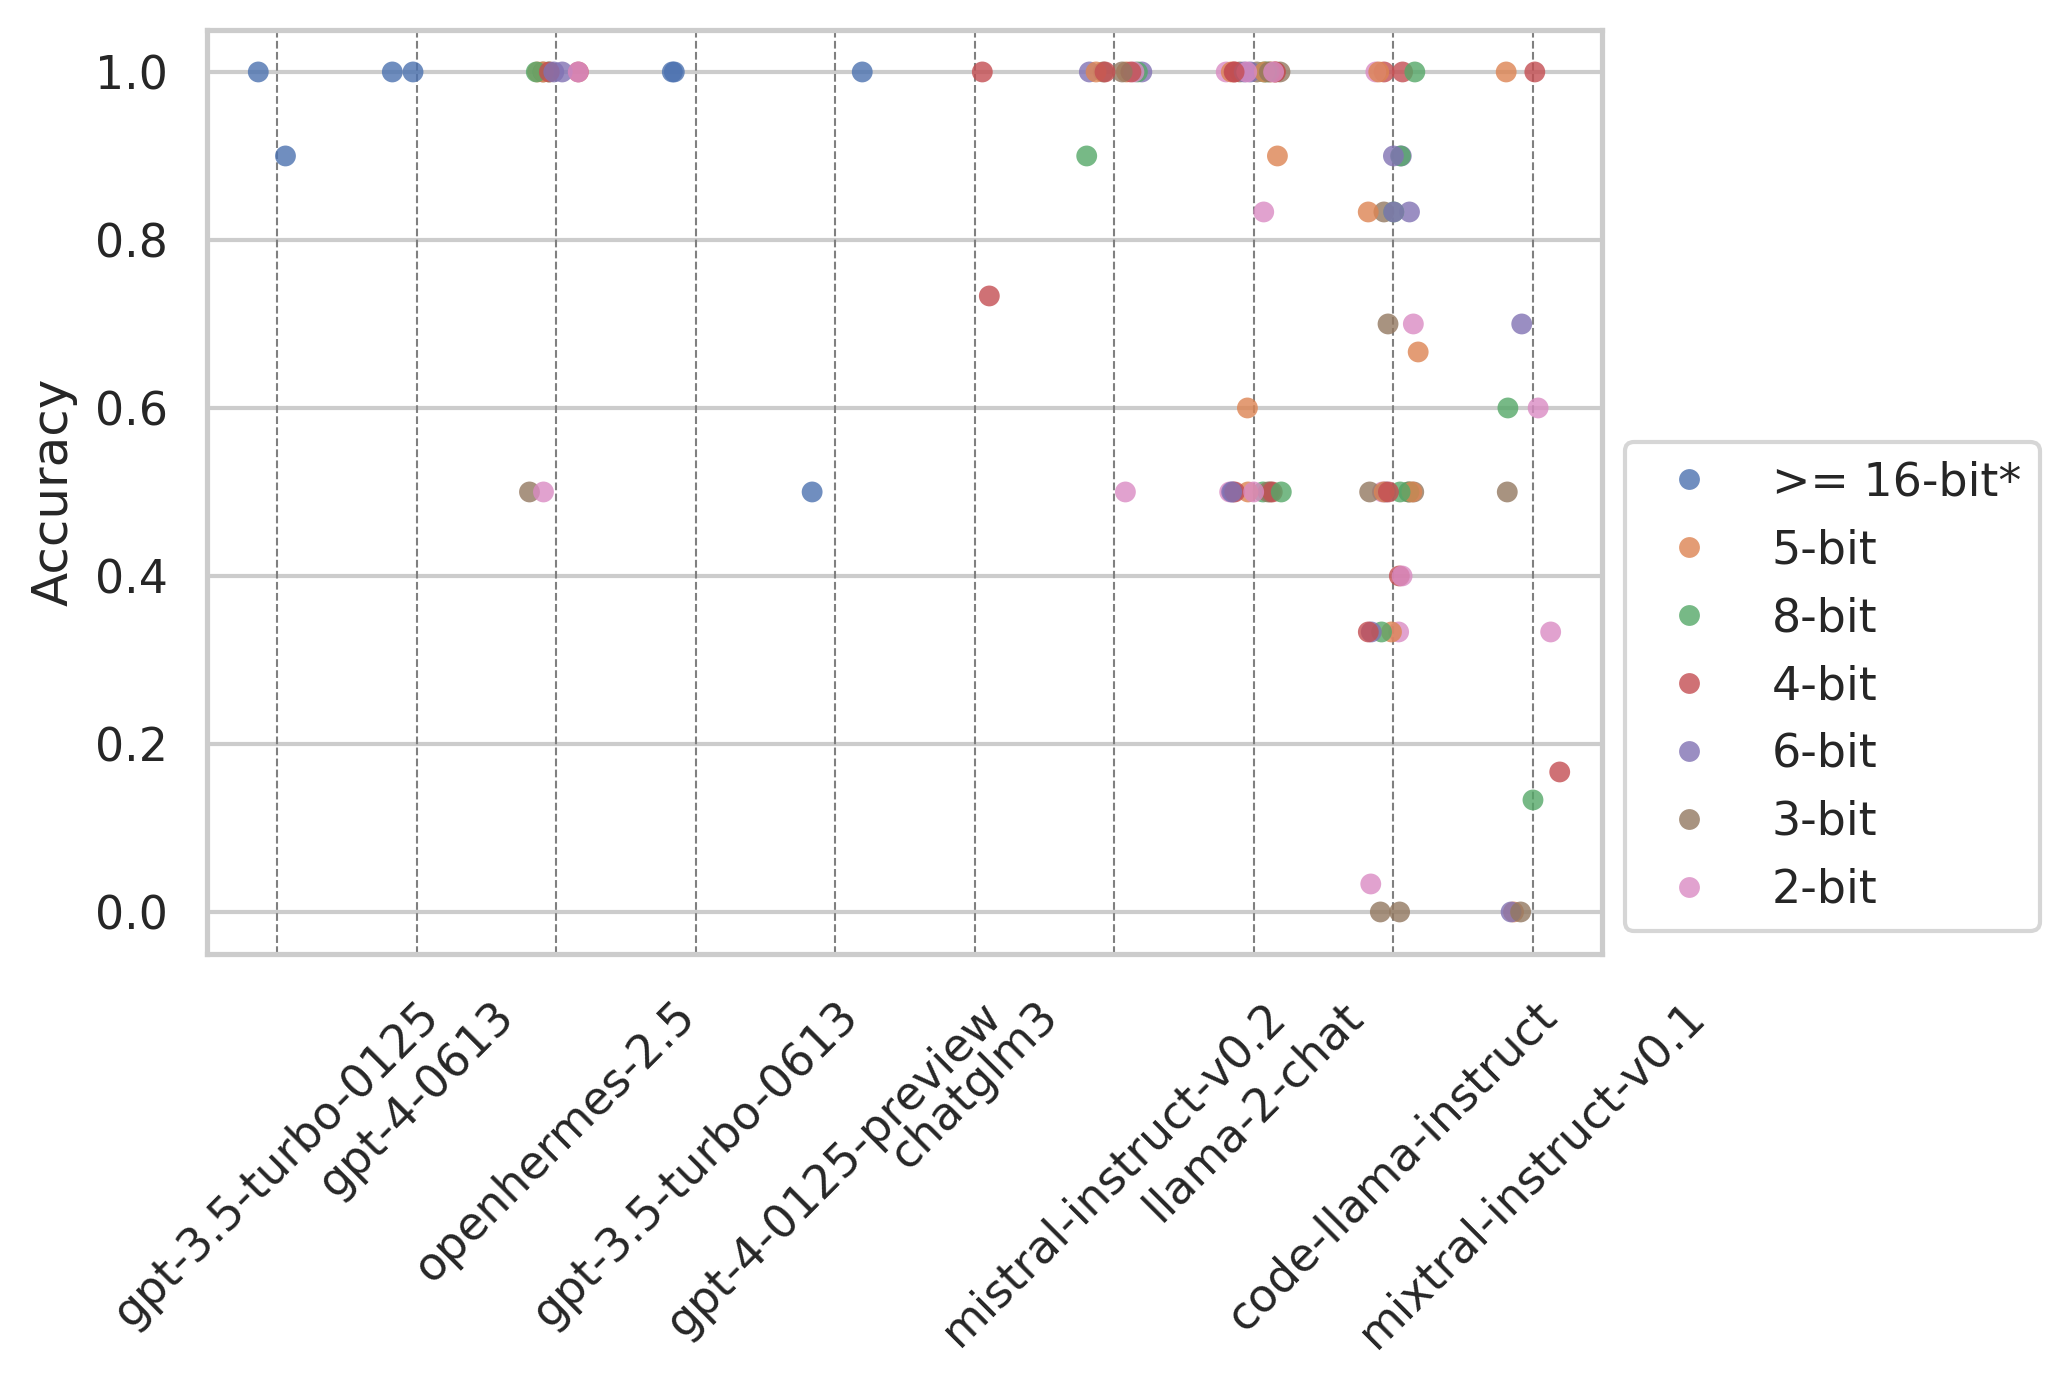 Accuracy
1.0
0.8
0.6
0.4
0.2
0.0
gpt-3.5-turbo-0125
gpt-4-0613
openhermes-2.5
gpt-3.5-turbo-0613
gpt-4-0125-preview
chatglm3
mistral-instruct-v0.2
llama-2-chat
code-llama-instruct
mixtral-instruct-v0.1
>= 16-bit*
5-bit
8-bit
4-bit
6-bit
3-bit
2-bit